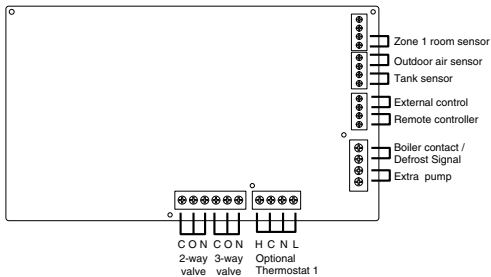 Zone 1 room sensor
Outdoor air sensor
Tank sensor
External control
Remote controller
Boiler contact /
Defrost Signal
Extra pump
C O N C O N H C N L
2-way 3-way Optional
valve valve Thermostat 1